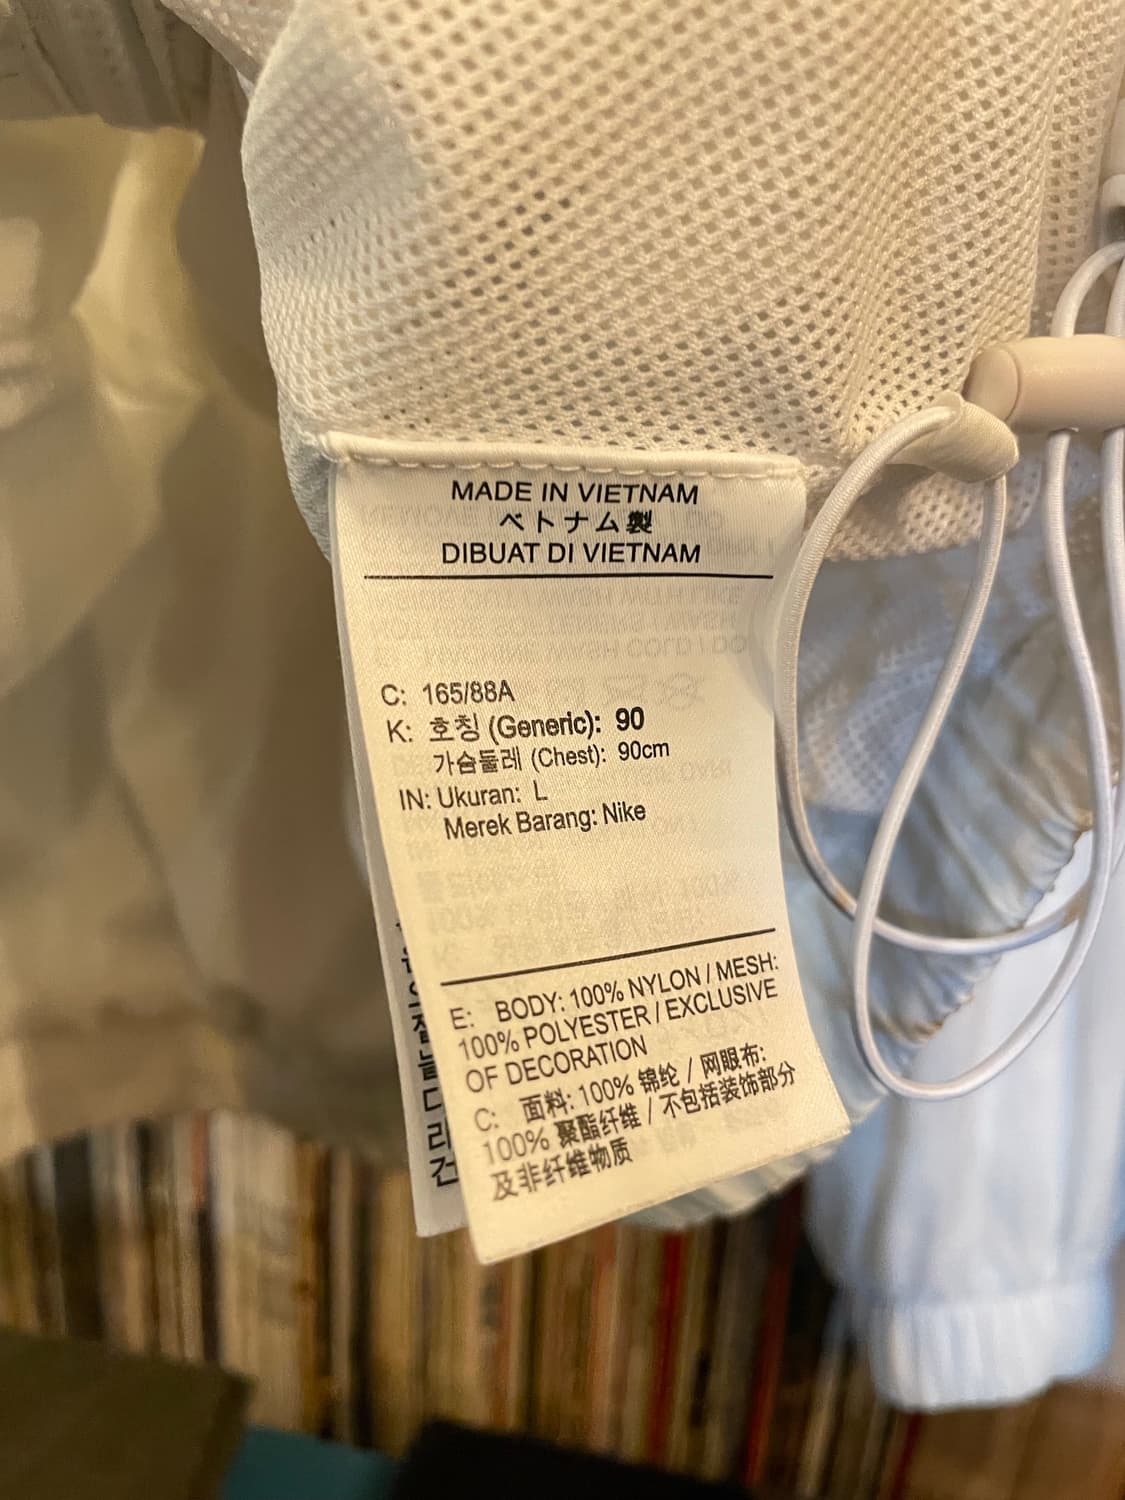 MADE IN VIETNAM
ベトナム製
DIBUAT DI VIETNAM
C: 165/88A
K: 호칭 (Generic): 90
가슴둘레 (Chest): 90cm
IN: Ukuran: L
Merek Barang: Nike
E: BODY: 100% NYLON / MESH:
100% POLYESTER / EXCLUSIVE
OF DECORATION
C: 面料: 100% 锦纶 / 网眼布:
100% 聚酯纤维 / 不包括装饰部分
及非纤维物质